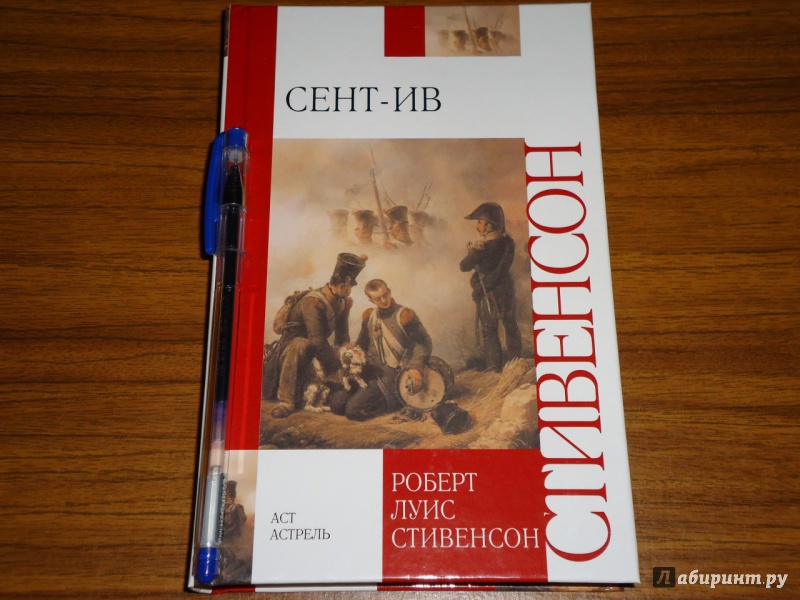 СЕНТ-ИВ
СТИВЕНСОН
РОБЕРТ
ЛУИС
СТИВЕНСОН
АСТ
АСТРЕЛЬ
Лабиринт.ру